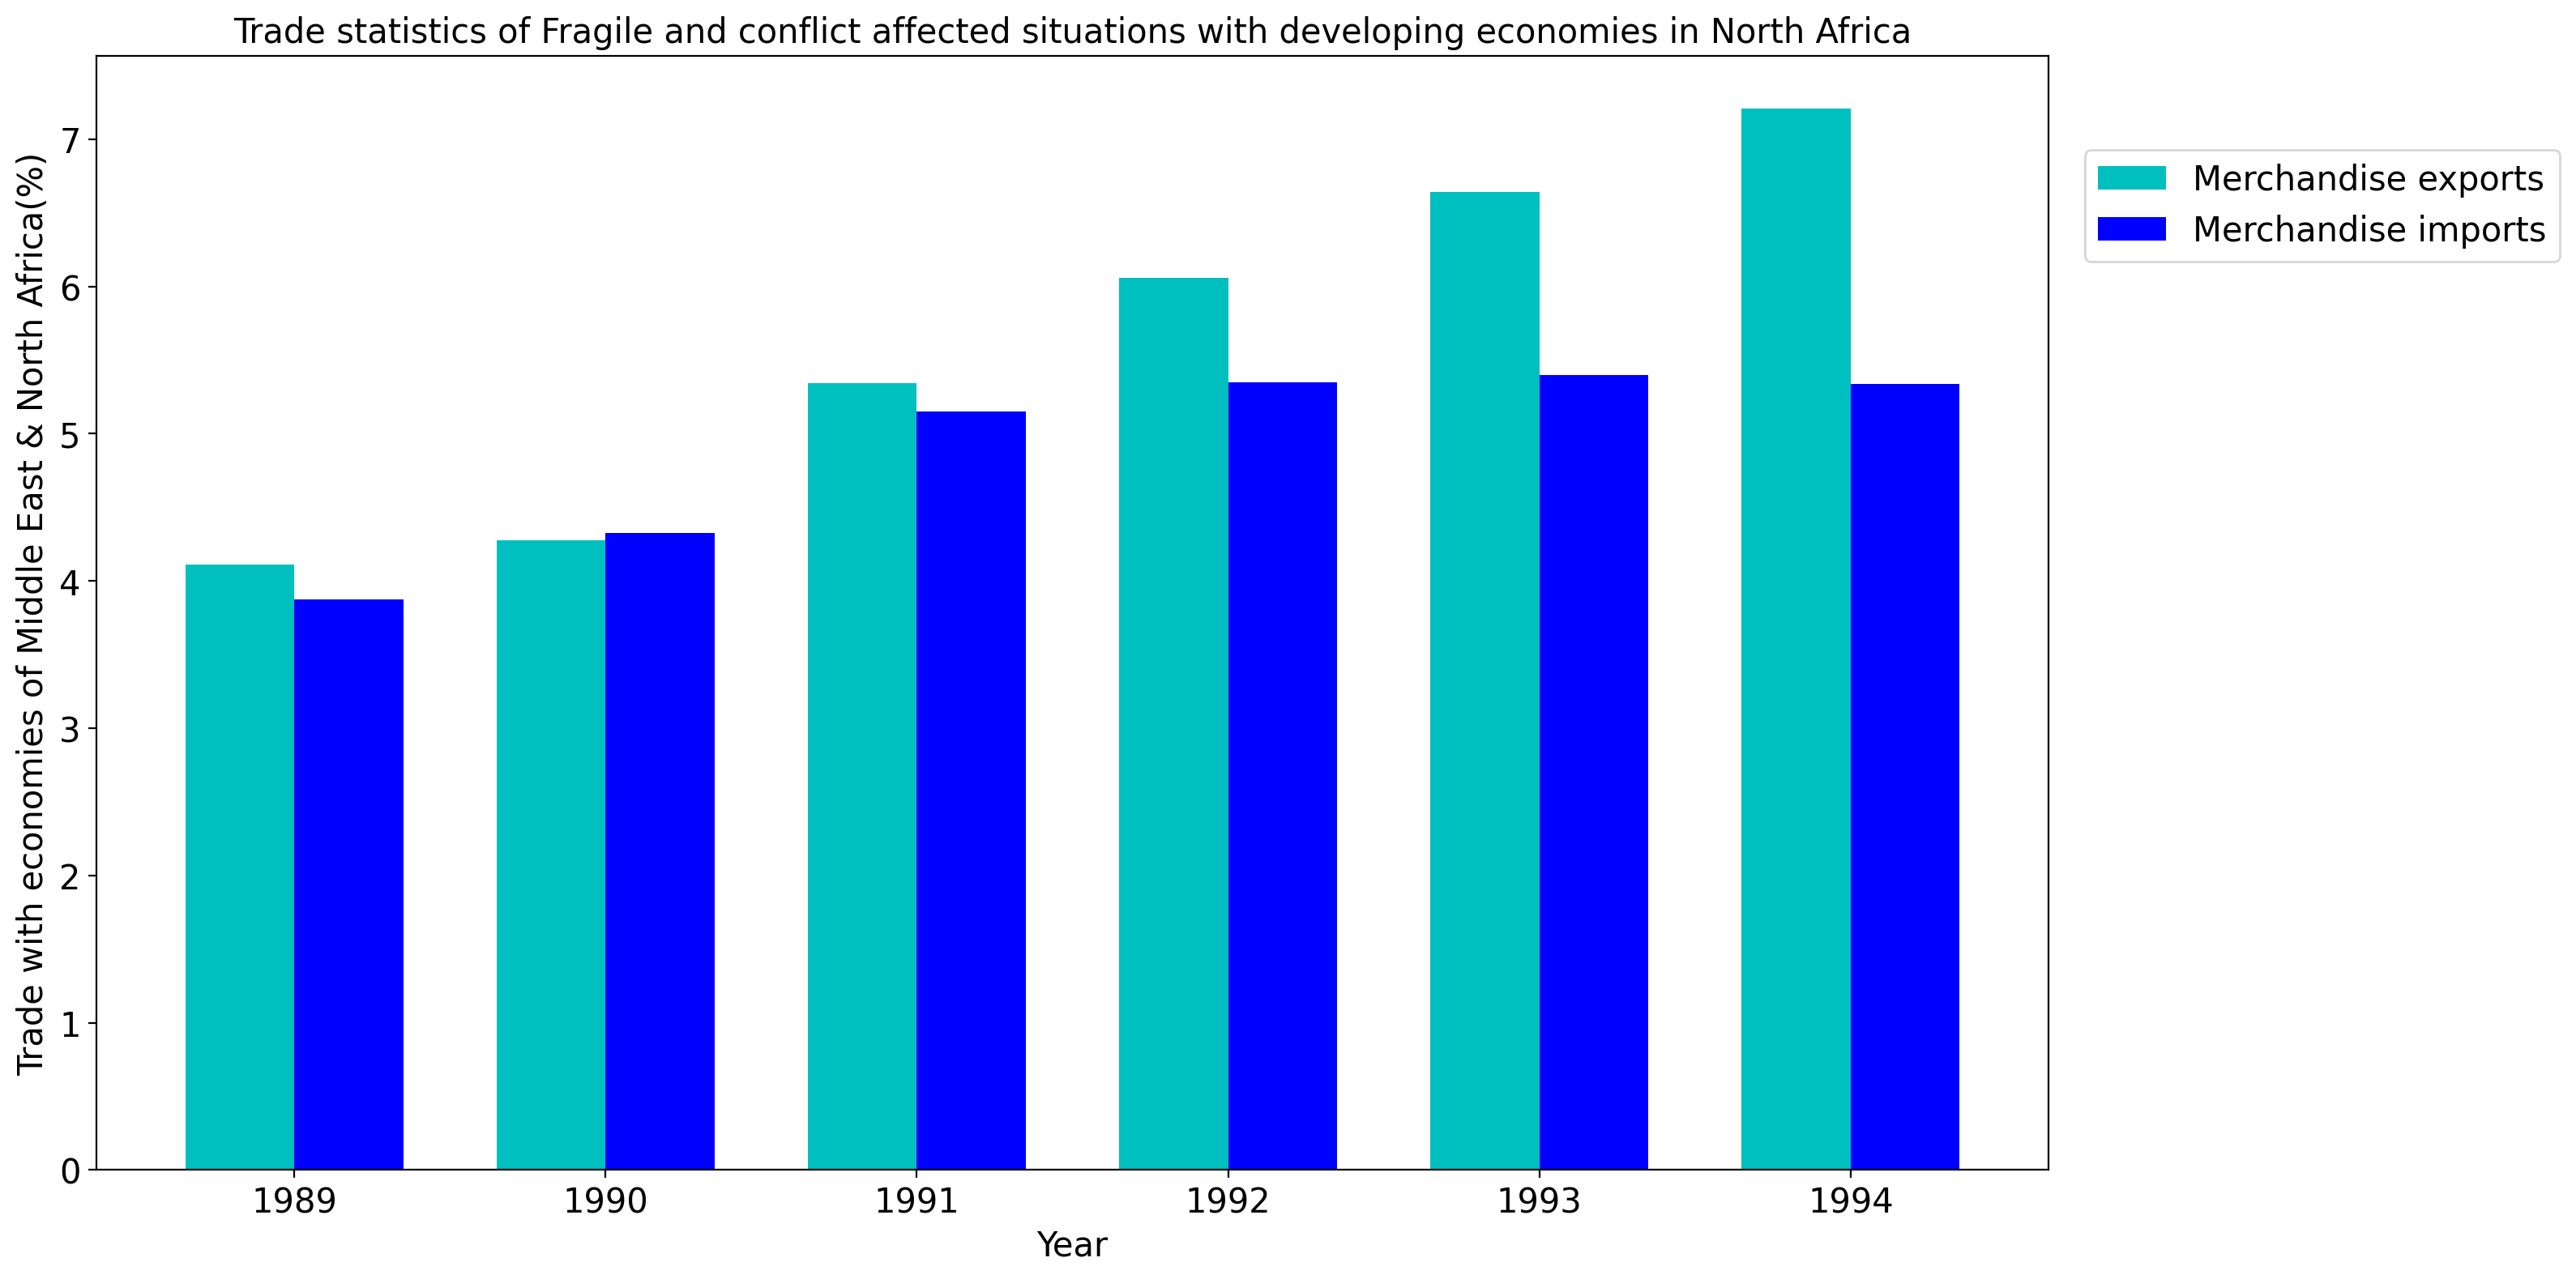 Trade statistics of Fragile and conflict affected situations with developing economies in North Africa
Trade with economies of Middle East & North Africa(%)
7
6
5
4
3
2
1
0
1989
1990
1991
1992
1993
1994
Year
Merchandise exports
Merchandise imports